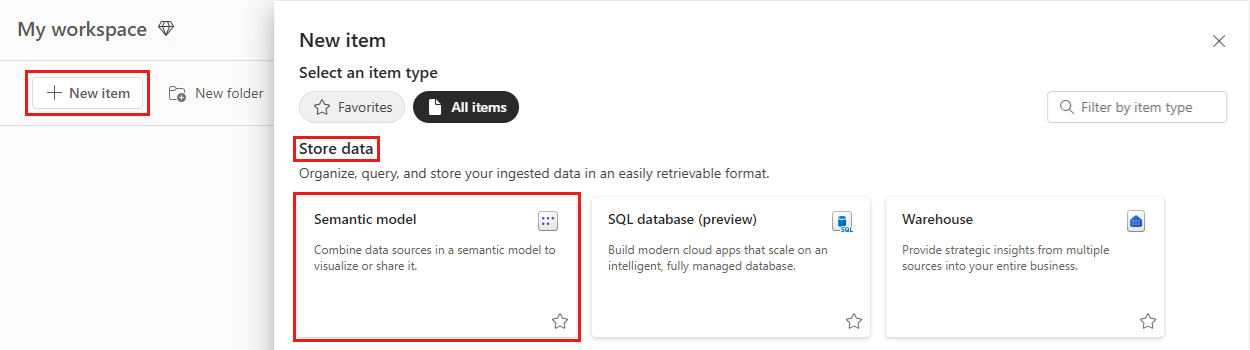 My workspace
New item
New folder
New item
Select an item type
Favorites
All items
Filter by item type
Store data
Organize, query, and store your ingested data in an easily retrievable format.
Semantic model
Combine data sources in a semantic model to
visualize or share it.
SQL database (preview)
SQL
Build modern cloud apps that scale on an
intelligent, fully managed database.
Warehouse
Provide strategic insights from multiple
sources into your entire business.